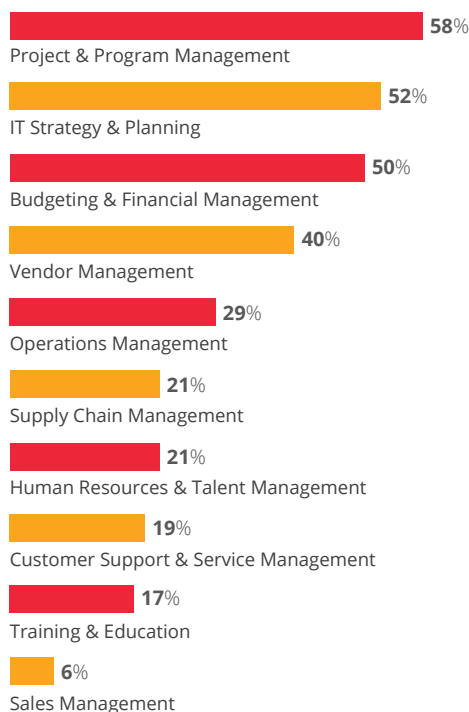 58%
Project & Program Management
52%
IT Strategy & Planning
50%
Budgeting & Financial Management
40%
Vendor Management
29%
Operations Management
21%
Supply Chain Management
21%
Human Resources & Talent Management
19%
Customer Support & Service Management
17%
Training & Education
6%
Sales Management